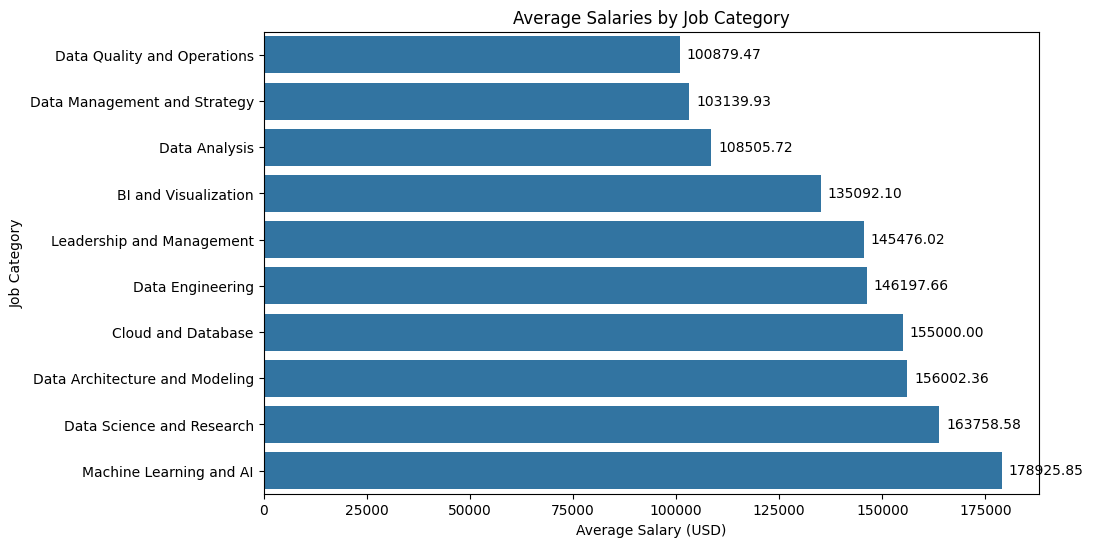 Average Salaries by Job Category
Job Category
Data Quality and Operations 100879.47
Data Management and Strategy 103139.93
Data Analysis 108505.72
BI and Visualization 135092.10
Leadership and Management 145476.02
Data Engineering 146197.66
Cloud and Database 155000.00
Data Architecture and Modeling 156002.36
Data Science and Research 163758.58
Machine Learning and AI 178925.85
0 25000 50000 75000 100000 125000 150000 175000
Average Salary (USD)